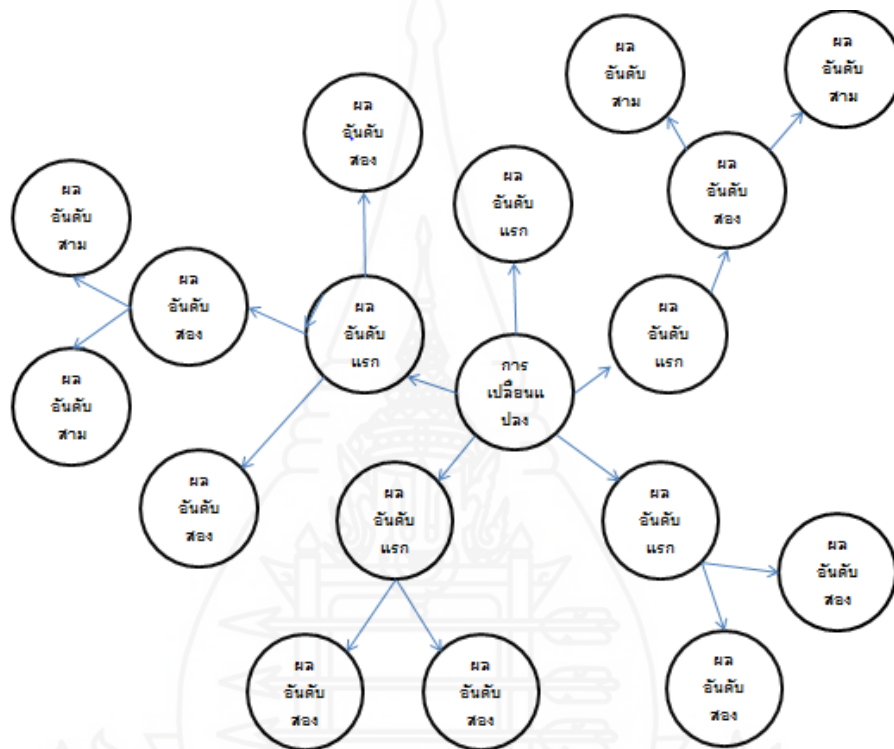 ผล
อันดับ
สาม
ผล
อันดับ
สาม
ผล
อันดับ
สอง
ผล
อันดับ
สอง
ผล
อันดับ
แรก
ผล
อันดับ
สาม
ผล
อันดับ
สอง
ผล
อันดับ
แรก
ผล
อันดับ
แรก
การ
เปลี่ยนแ
ปลง
ผล
อันดับ
สาม
ผล
อันดับ
สอง
ผล
อันดับ
แรก
ผล
อันดับ
แรก
ผล
อันดับ
สอง
ผล
อันดับ
สอง
ผล
อันดับ
สอง
ผล
อันดับ
สอง